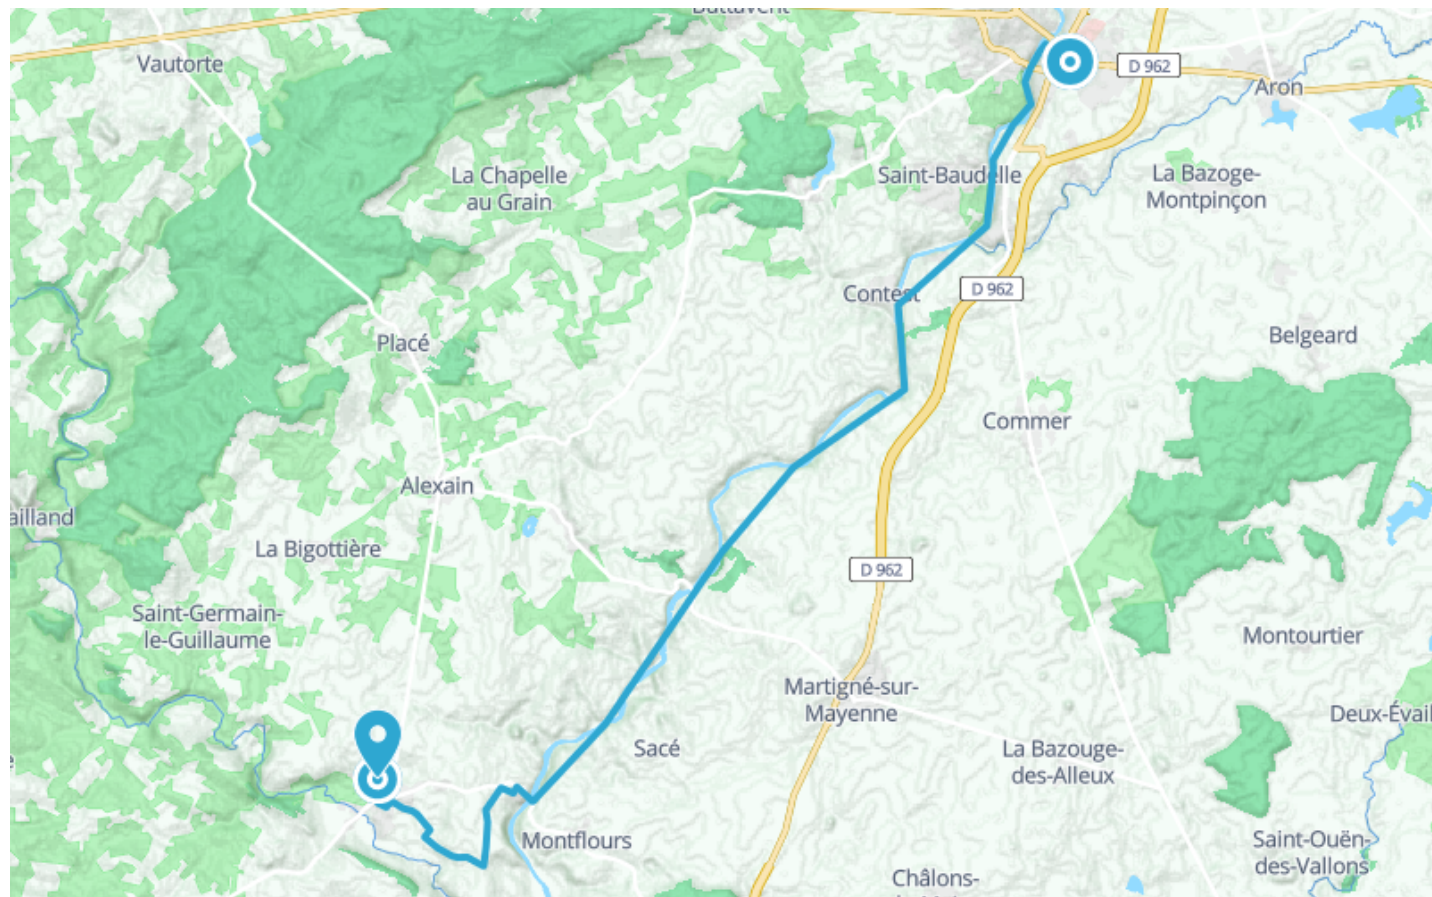 Vautorte
D 962
Aron
La Chapelle
au Grain
Saint-Baudelle
La Bazoge-
Montpinçon
Contest
D 962
Placé
Belgeard
Commer
Alexain
ailland
La Bigottière
D 962
Saint-Germain-
le-Guillaume
Montourtier
Martigné-sur-
Mayenne
Deux-Évail
Sacé
La Bazouge-
des-Alleux
Montflours
Saint-Ouën-
des-Vallons
Châlons-